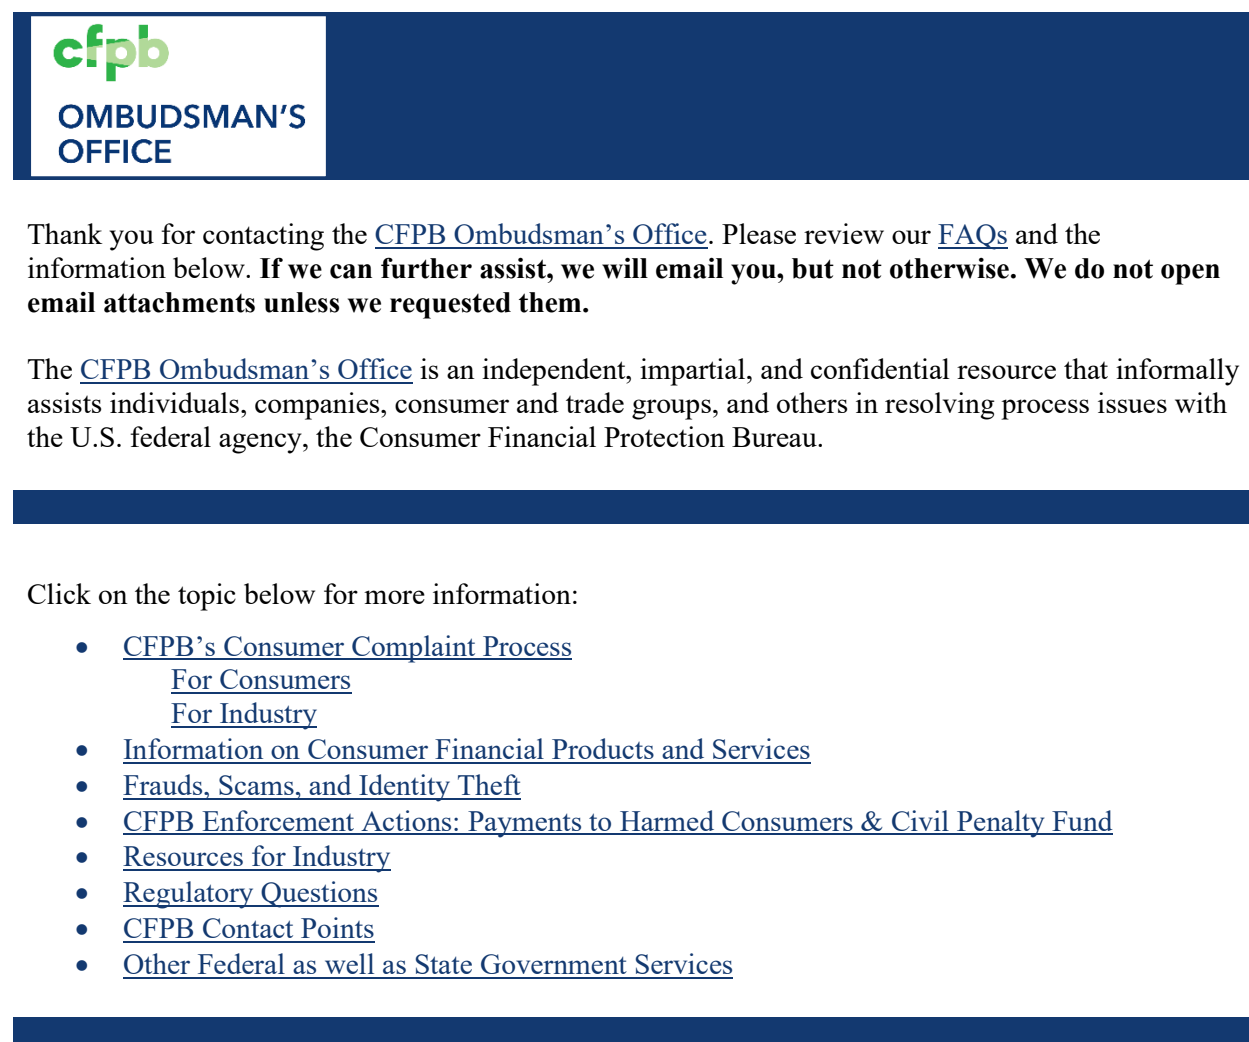 cfpb
OMBUDSMAN'S
OFFICE
Thank you for contacting the CFPB Ombudsman’s Office. Please review our FAQs and the
information below. If we can further assist, we will email you, but not otherwise. We do not open
email attachments unless we requested them.
The CFPB Ombudsman’s Office is an independent, impartial, and confidential resource that informally
assists individuals, companies, consumer and trade groups, and others in resolving process issues with
the U.S. federal agency, the Consumer Financial Protection Bureau.
Click on the topic below for more information:
• CFPB’s Consumer Complaint Process
For Consumers
For Industry
• Information on Consumer Financial Products and Services
• Frauds, Scams, and Identity Theft
• CFPB Enforcement Actions: Payments to Harmed Consumers & Civil Penalty Fund
• Resources for Industry
• Regulatory Questions
• CFPB Contact Points
• Other Federal as well as State Government Services